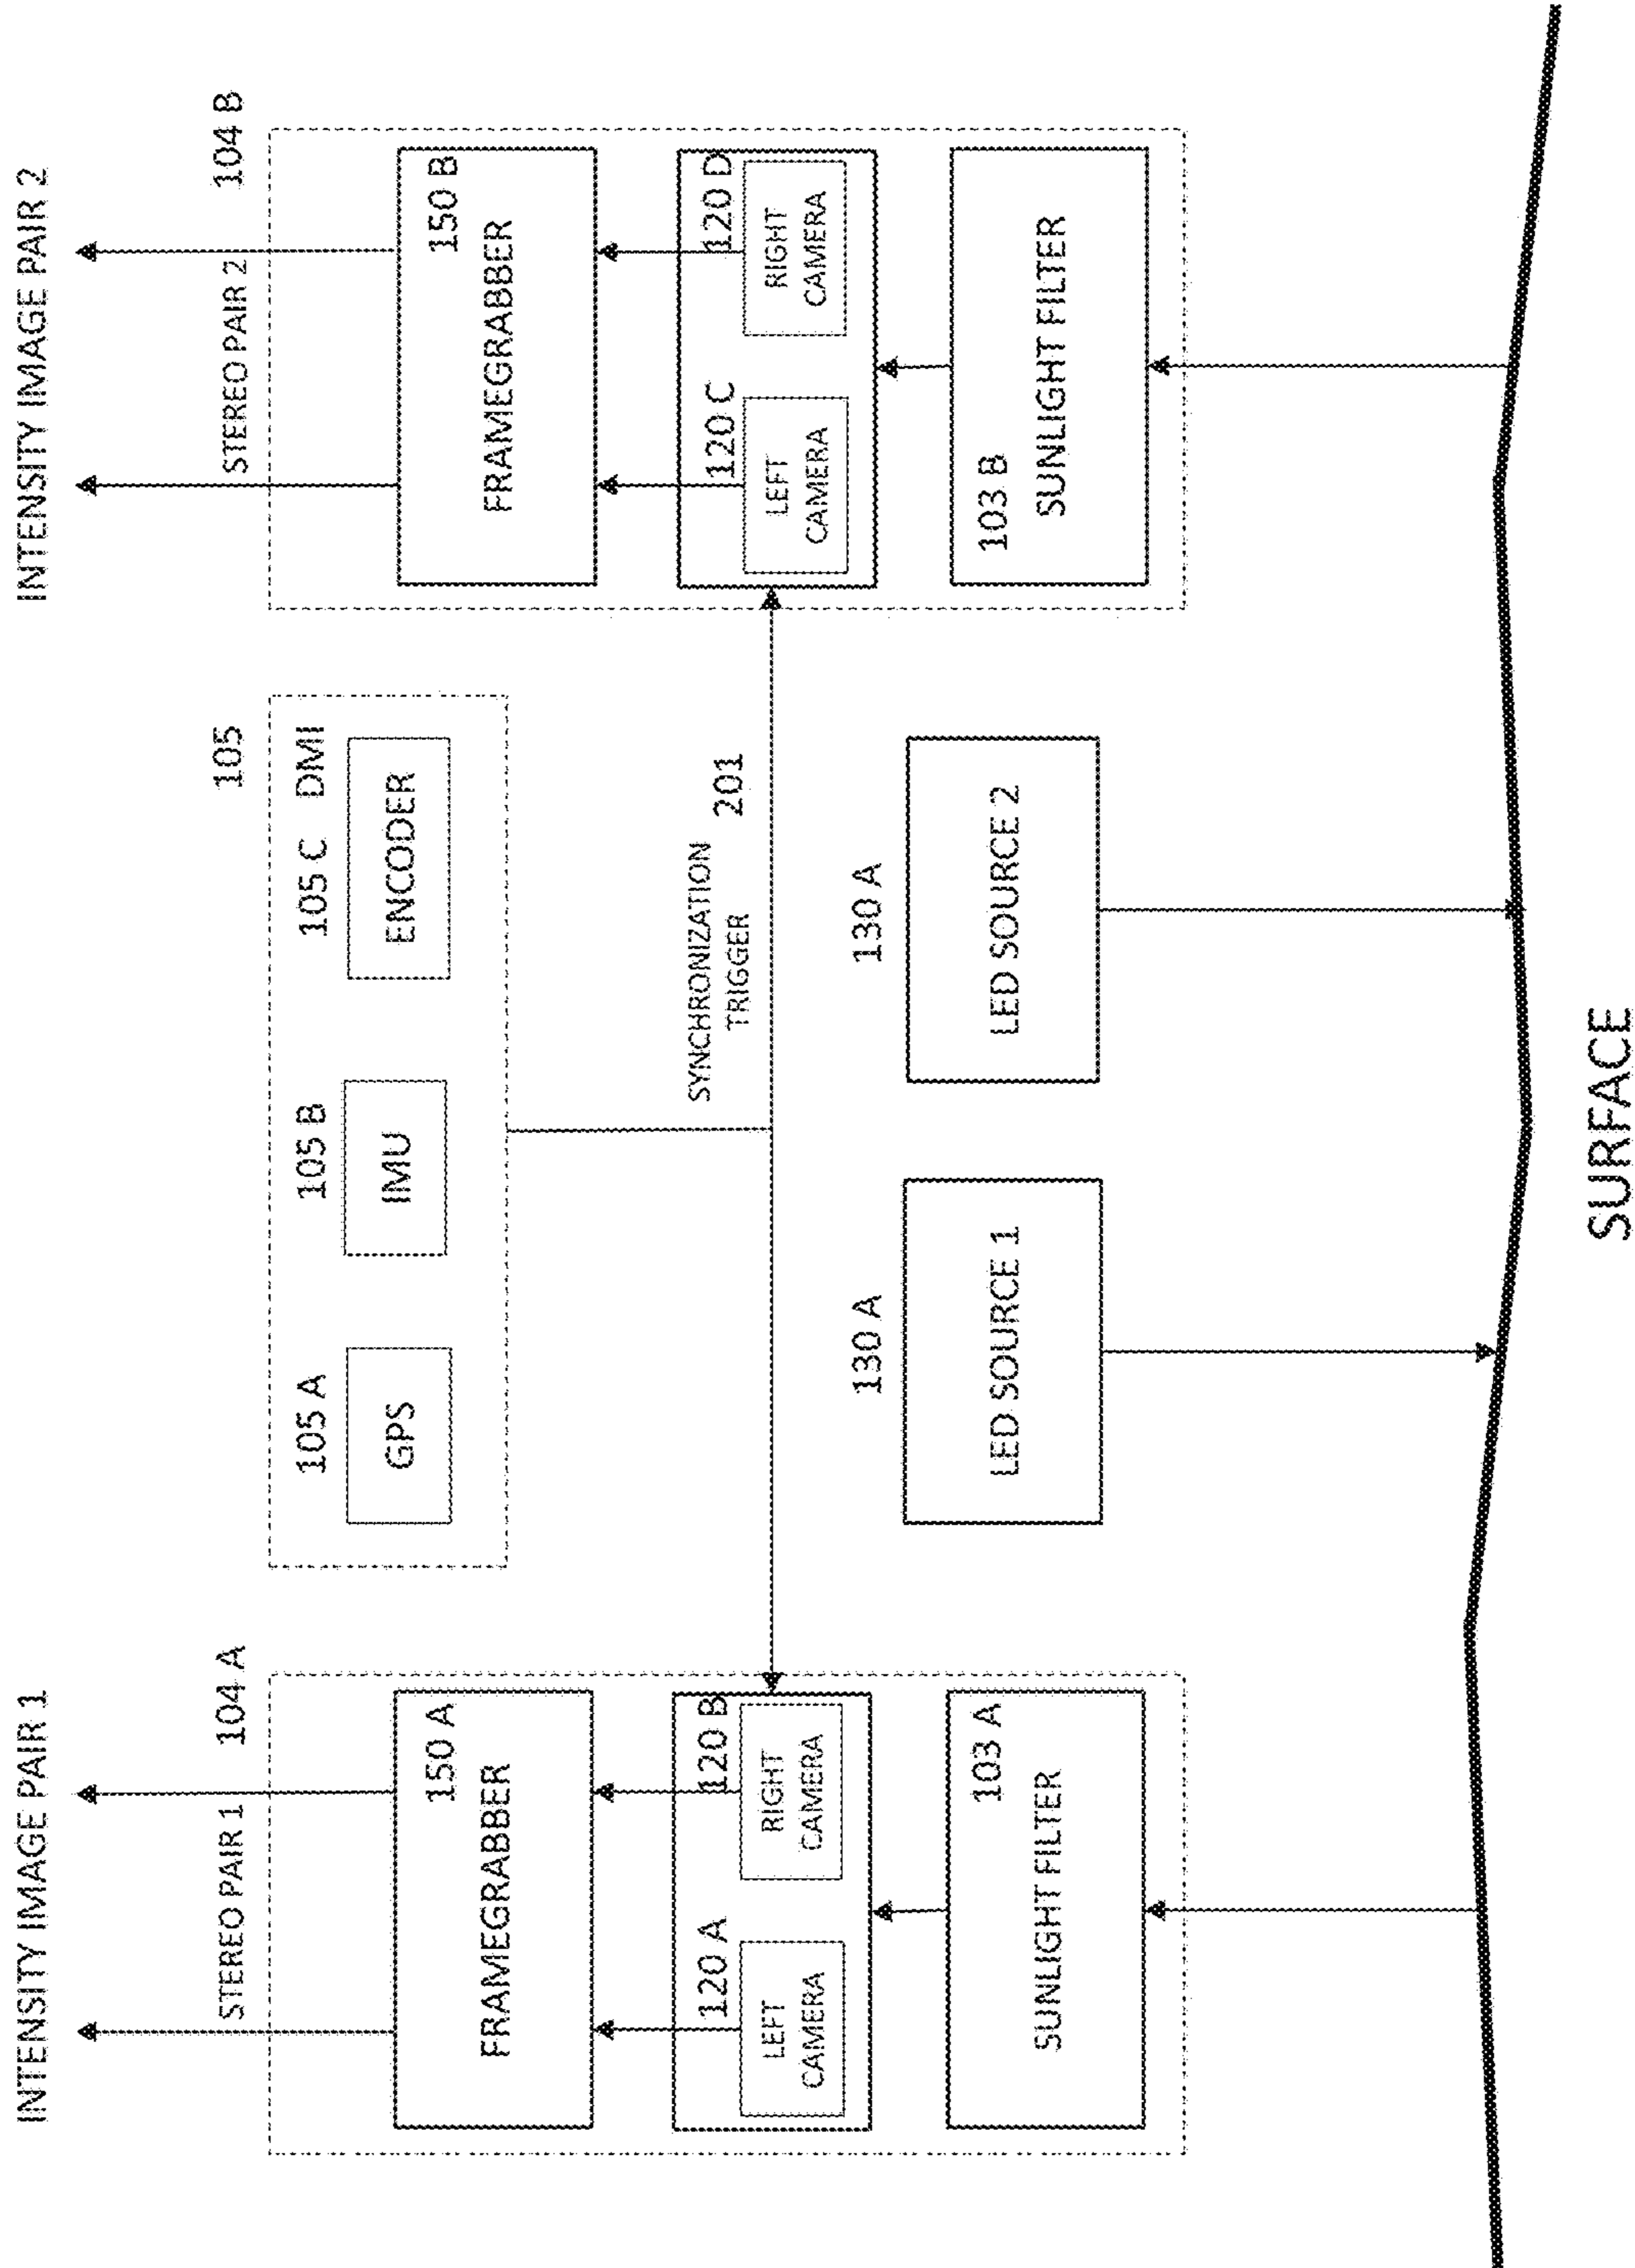 INTENSITY IMAGE PAIR 1
INTENSITY IMAGE PAIR 2
STEREO PAIR 1
104 A
105
STEREO PAIR 2
104 B
105 A
105 B
105 C DMI
GPS
IMU
ENCODER
150 A
FRAMEGRABBER
150 B
FRAMEGRABBER
120 A
120 B
LEFT
CAMERA
RIGHT
CAMERA
SYNCHRONIZATION
TRIGGER
201
120 C
120 D
LEFT
CAMERA
RIGHT
CAMERA
130 A
130 A
103 A
SUNLIGHT FILTER
LED SOURCE 1
LED SOURCE 2
103 B
SUNLIGHT FILTER
SURFACE